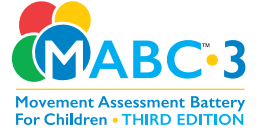 MABC™•3
Movement Assessment Battery
For Children • THIRD EDITION